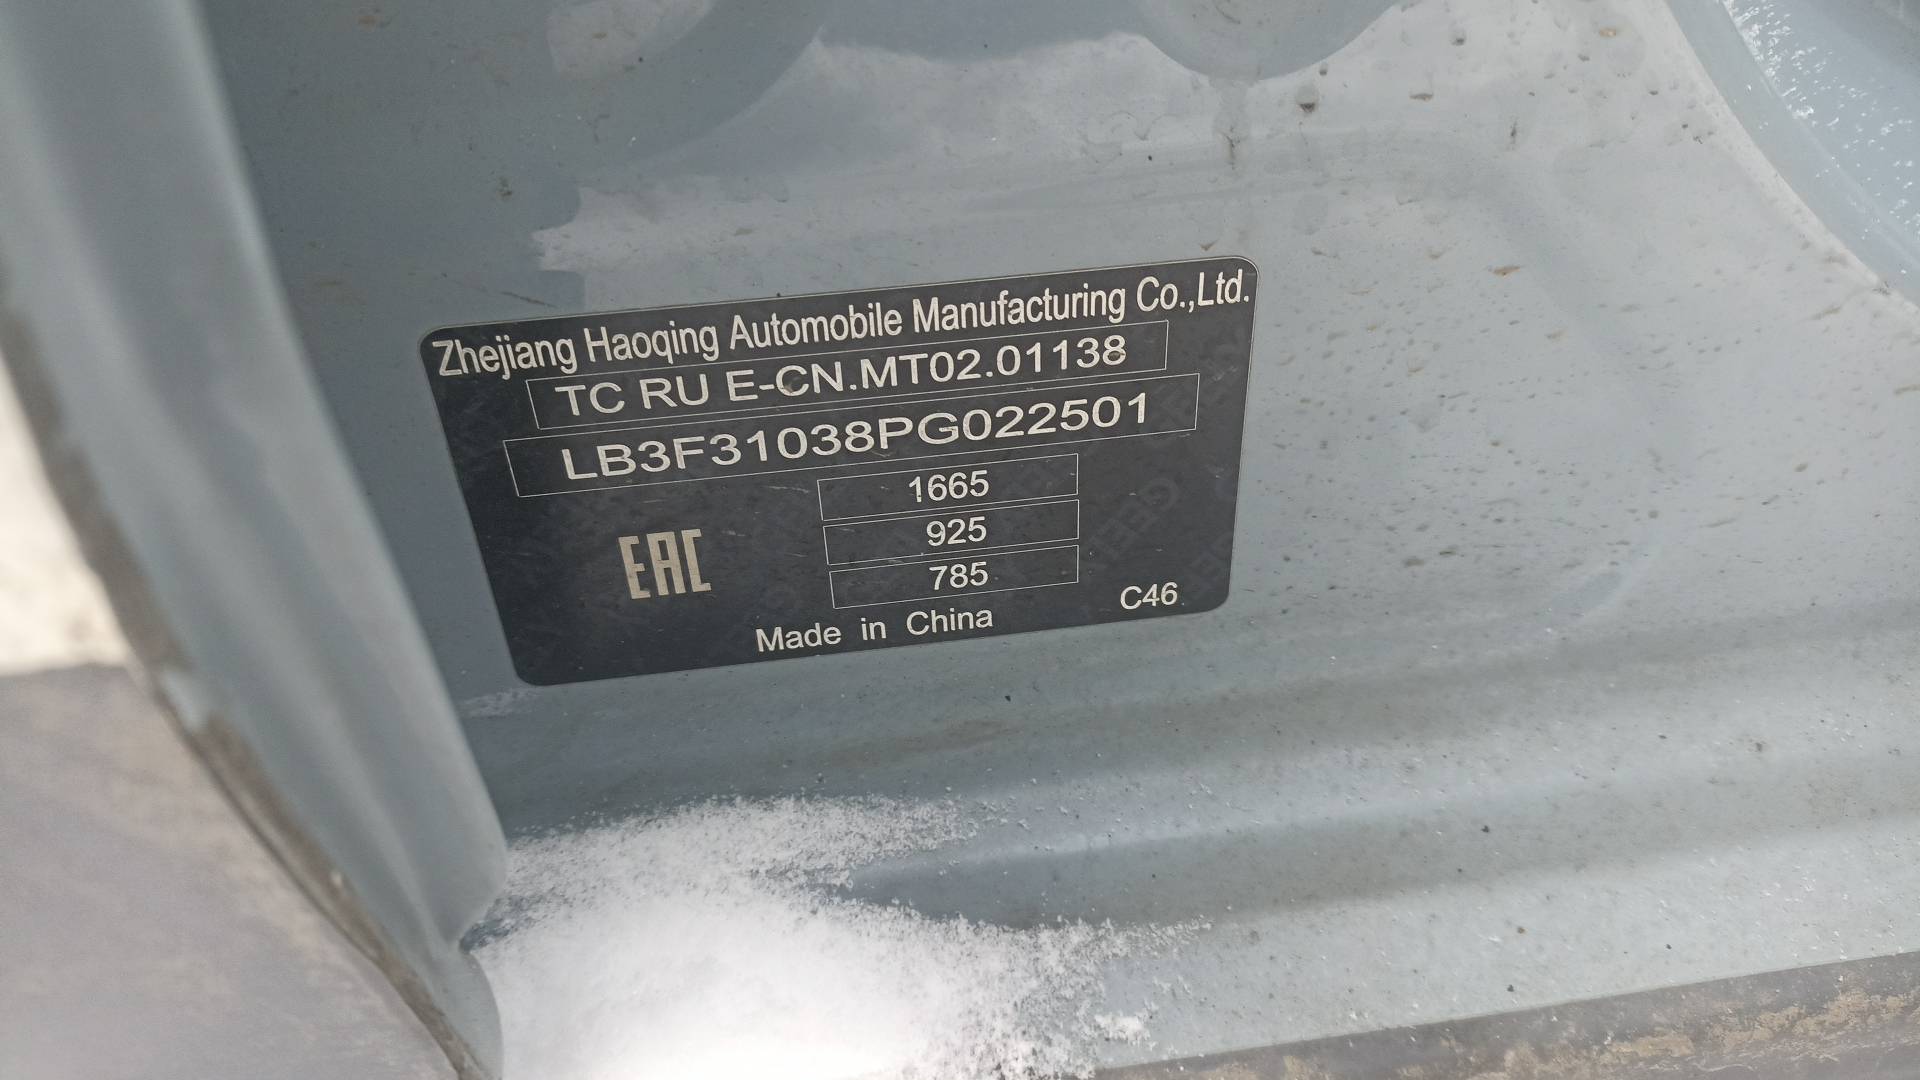 Zhejiang Haoqing Automobile Manufacturing Co.,Ltd.
TC RU E-CN.MT02.01138
LB3F31038PG022501
1665
925
785
EAC
Made in China
C46